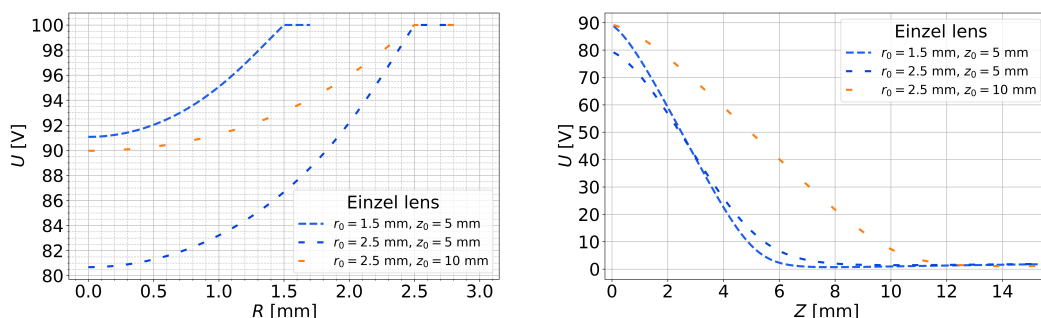 100
98
96
94
92
90
88
86
84
82
80
U [V]
0.0 0.5 1.0 1.5 2.0 2.5 3.0
R [mm]
Einzel lens
r₀ = 1.5 mm, z₀ = 5 mm
r₀ = 2.5 mm, z₀ = 5 mm
r₀ = 2.5 mm, z₀ = 10 mm
90
80
70
60
50
40
30
20
10
0
U [V]
0 2 4 6 8 10 12 14
Z [mm]
Einzel lens
r₀ = 1.5 mm, z₀ = 5 mm
r₀ = 2.5 mm, z₀ = 5 mm
r₀ = 2.5 mm, z₀ = 10 mm